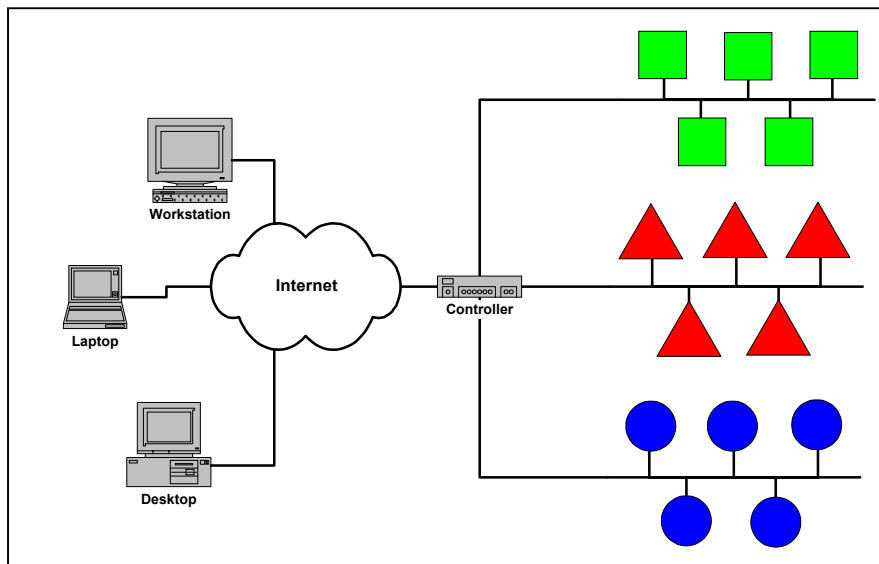 Workstation
Internet
Controller
Laptop
Desktop